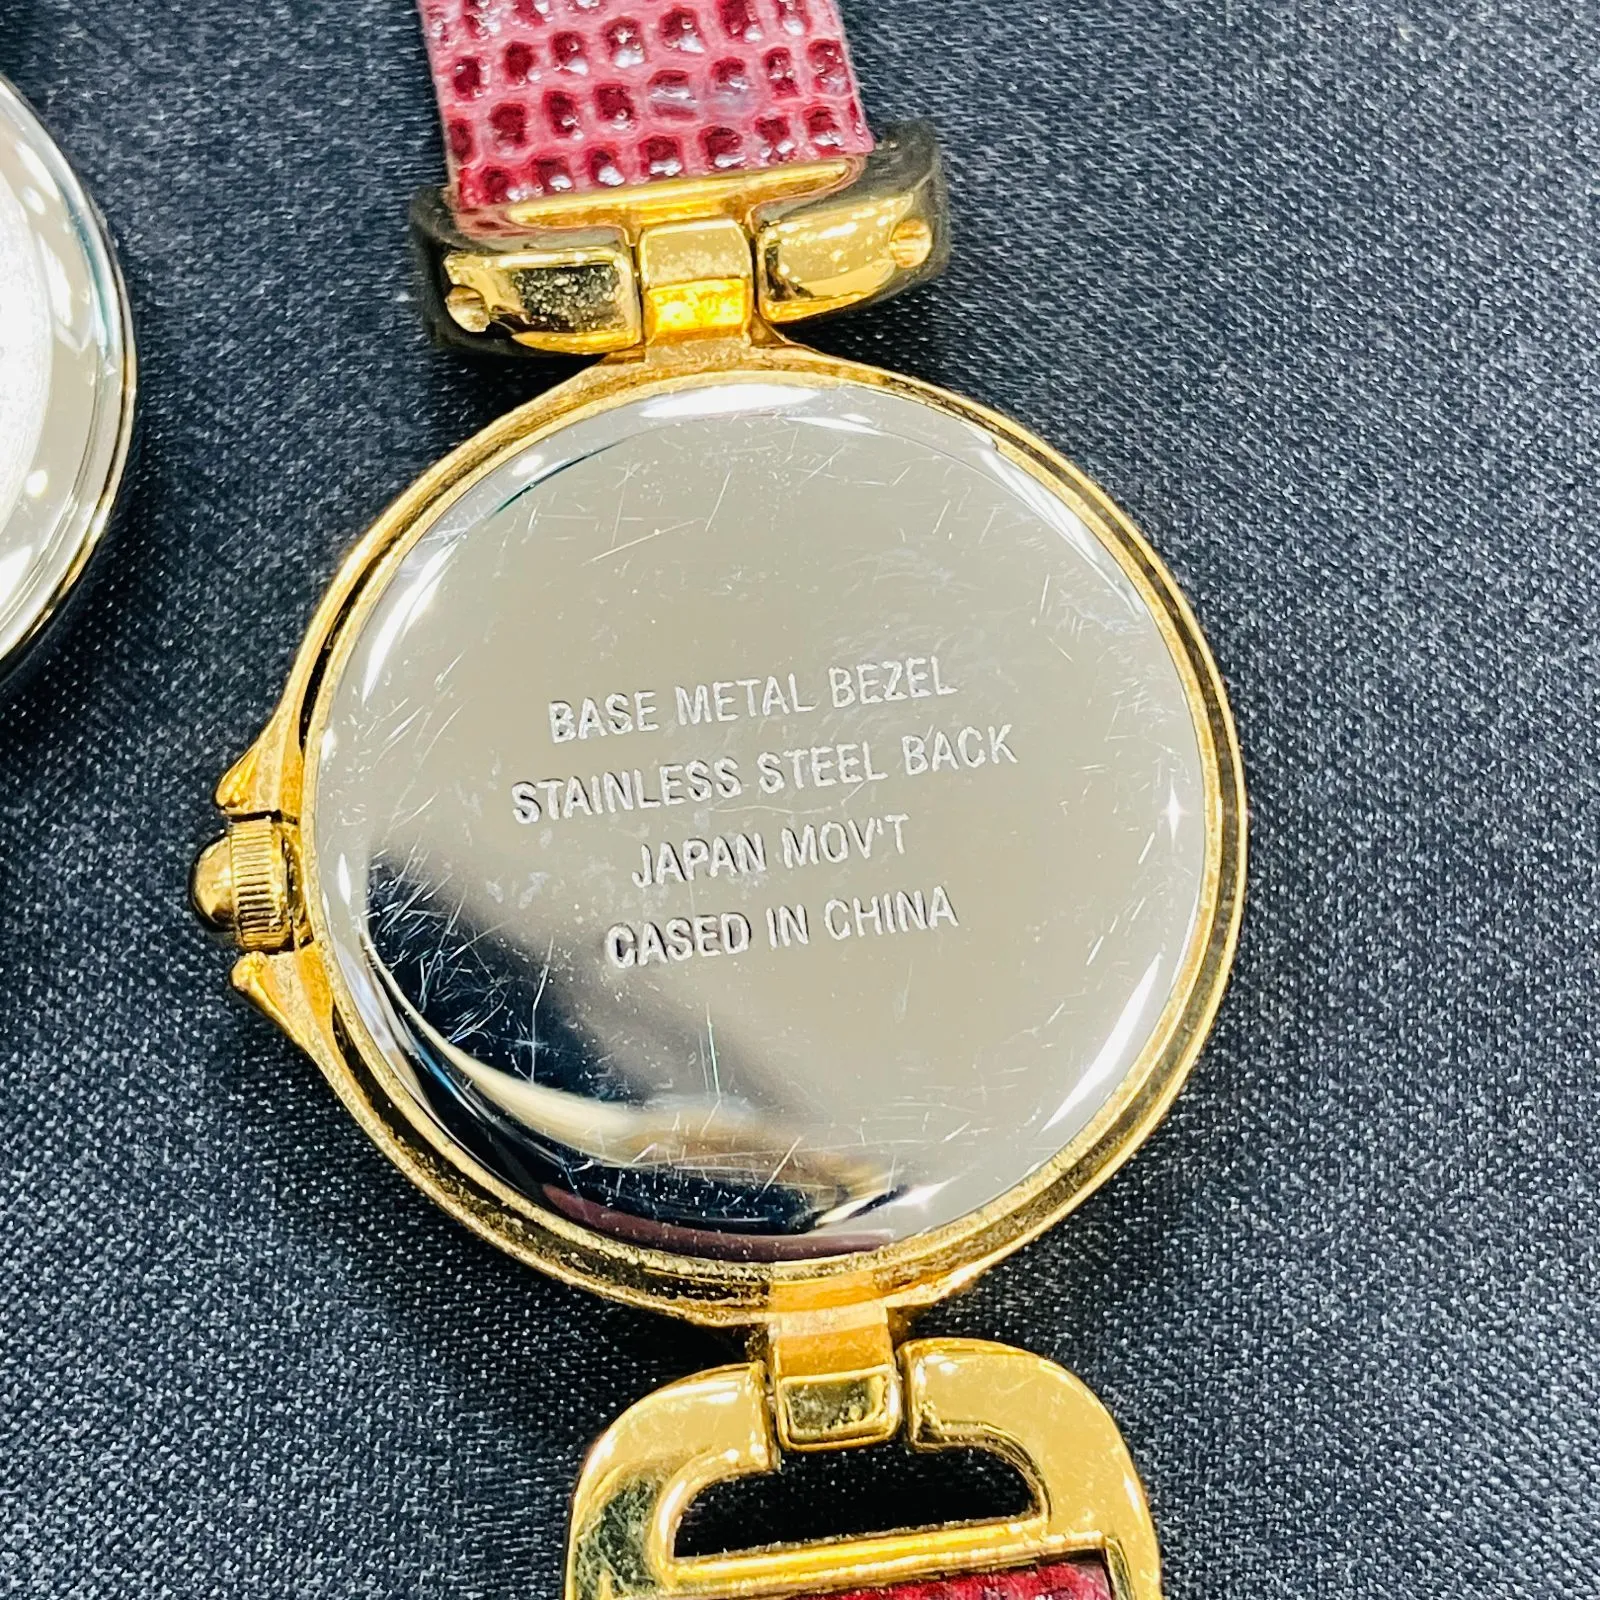 BASE METAL BEZEL
STAINLESS STEEL BACK
JAPAN MOV'T
CASED IN CHINA